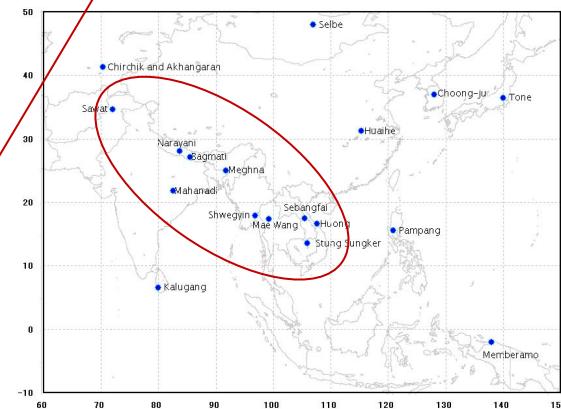 50
Selbe
40
Chirchik and Akhangaran
Choong-ju
Tone
Sawat
Huaihe
30
Narayani
Bagmati
Meghna
Mahanadi
20
Sebangfai
Shwegyin
Mae Wang
Huong
Pampang
Stung Sungker
10
Kalugang
0
Memberamo
-10
60
70
80
90
100
110
120
130
140
15